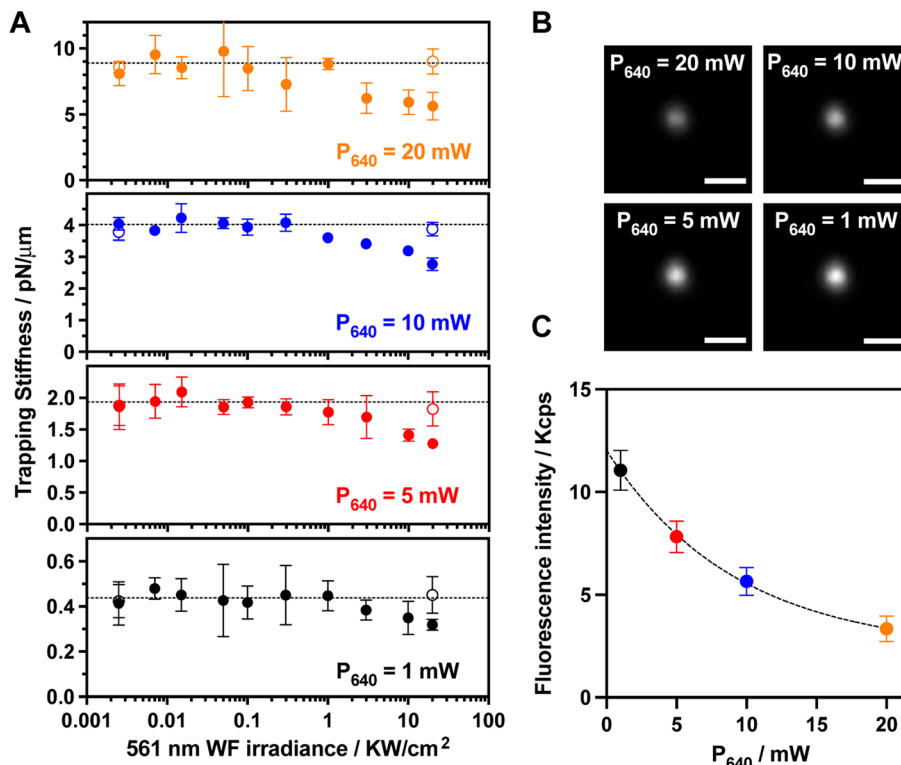 A
Trapping Stiffness / pN/μm
10
5
0
P640 = 20 mW
5
4
3
2
1
0
P640 = 10 mW
2.0
1.5
1.0
0.5
0.0
P640 = 5 mW
0.6
0.4
0.2
0.0
P640 = 1 mW
0.001 0.01 0.1 1 10 100
561 nm WF irradiance / KW/cm2
B
P640 = 20 mW
P640 = 10 mW
P640 = 5 mW
P640 = 1 mW
C
Fluorescence intensity / Kcps
15
10
5
0
0 5 10 15 20
P640 / mW